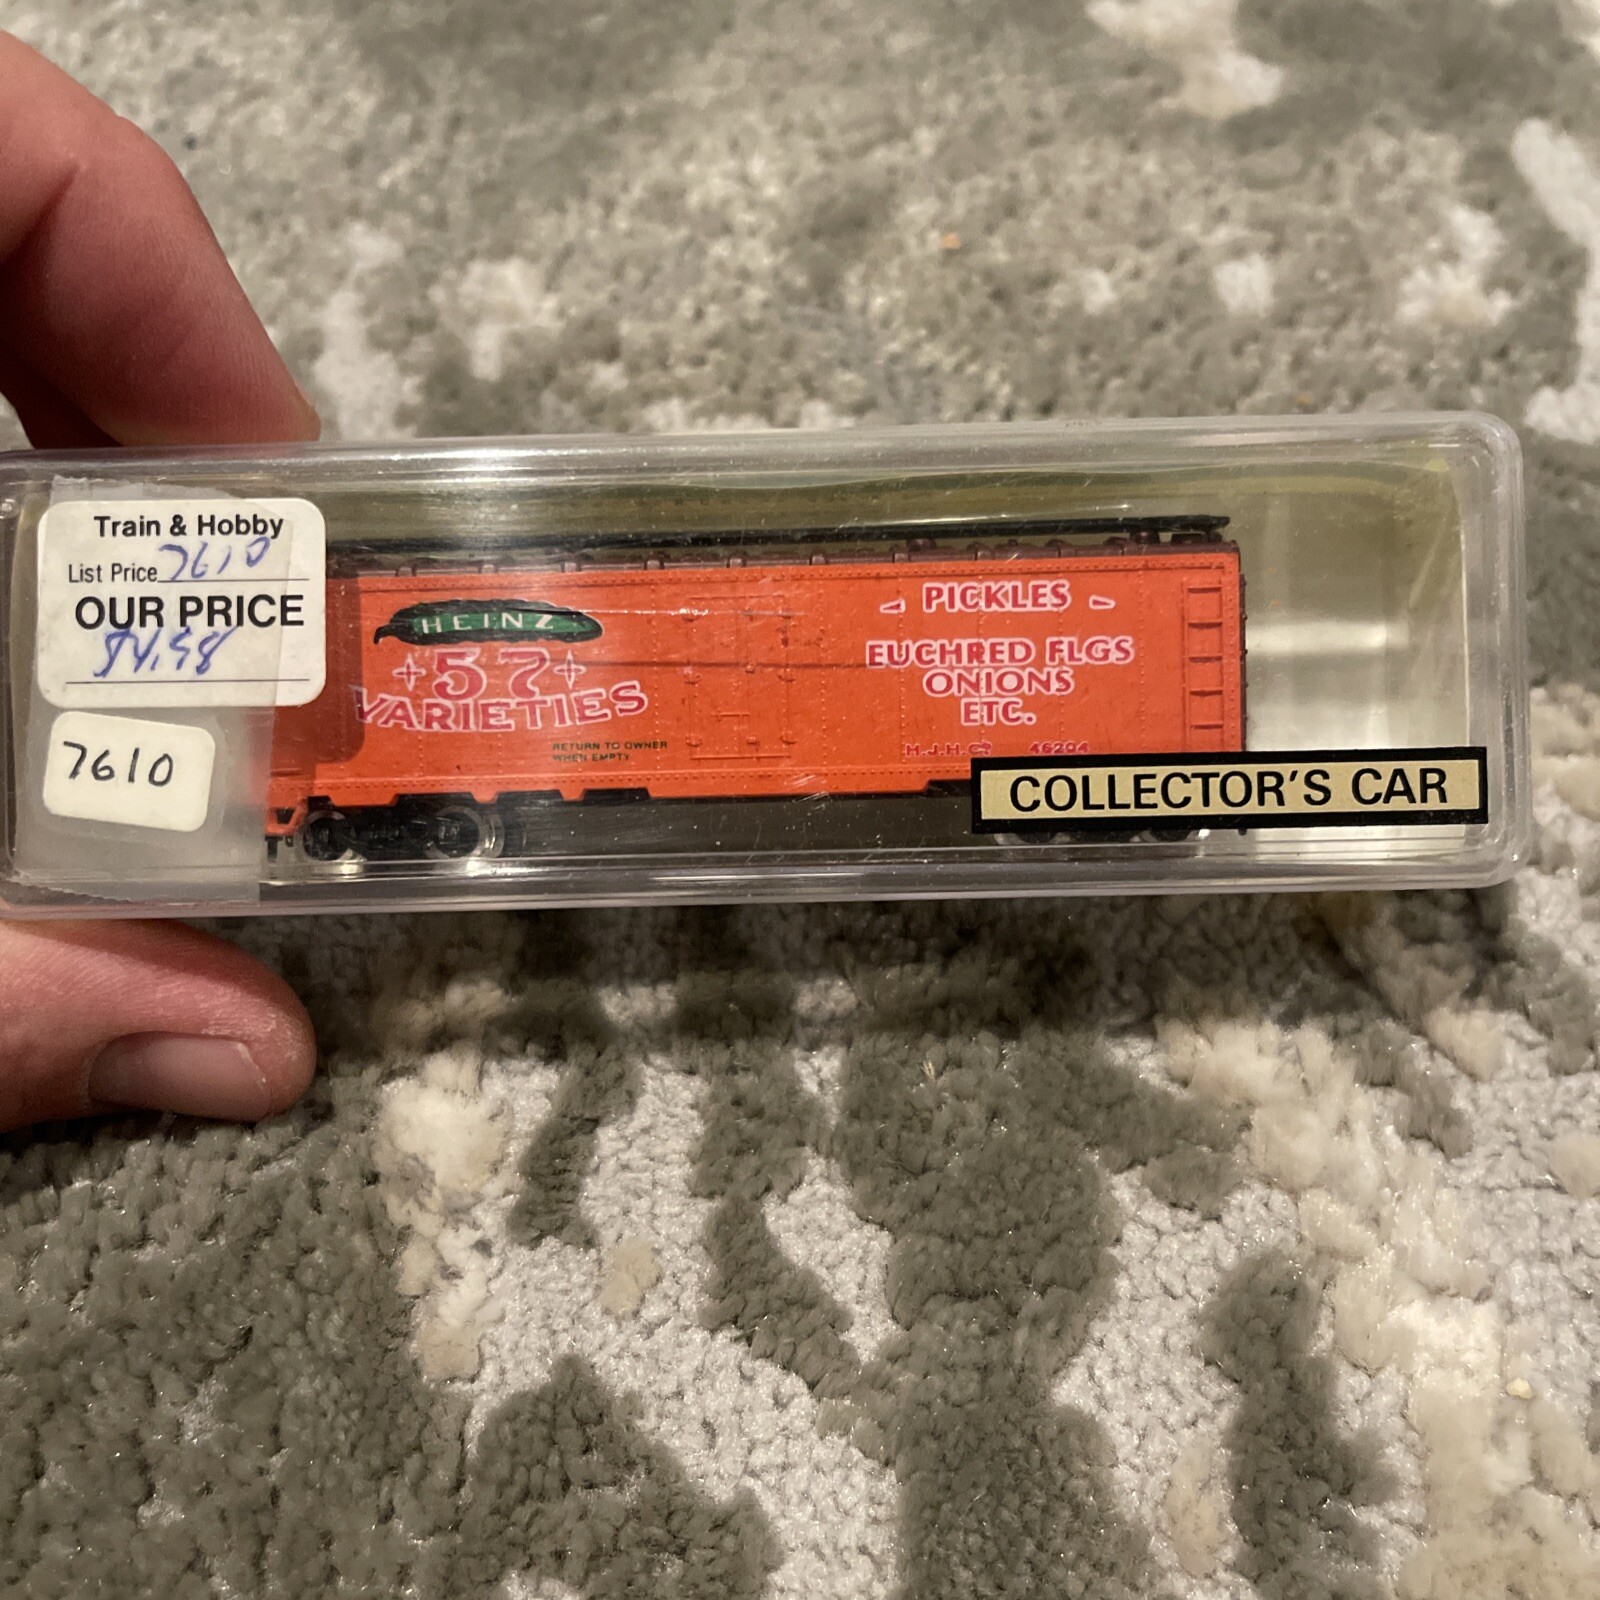 Train & Hobby
List Price 7610
OUR PRICE
$4.98
7610
HEINZ
57
VARIETIES
RETURN TO OWNER
WHEN EMPTY
PICKLES
EUCHRED FLGS
ONIONS
ETC.
H.J.H.Co 46204
COLLECTOR'S CAR